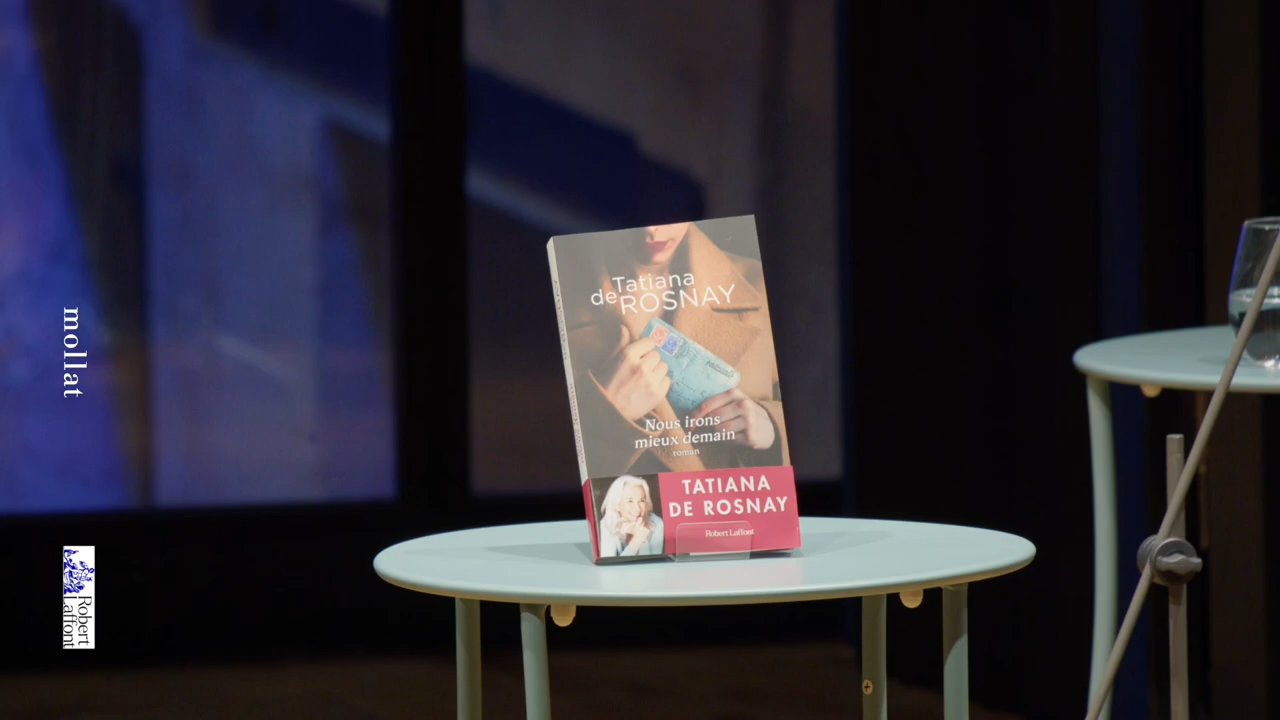 mollat
Robert
Laffont
Tatiana
de ROSNAY
Nous irons
mieux demain
roman
TATIANA
DE ROSNAY
Robert Laffont